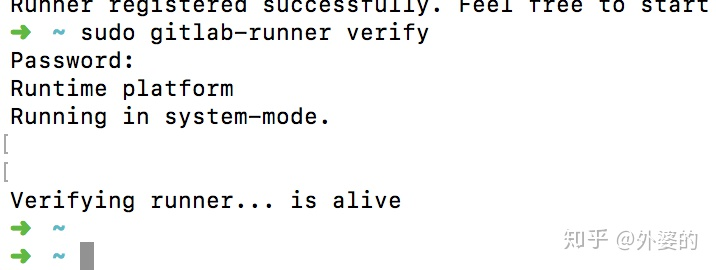 Runner registered successfully. Feel free to start
➜ ~ sudo gitlab-runner verify
Password:
Runtime platform
Running in system-mode.
[
[
Verifying runner... is alive
➜ ~
➜ ~
知乎 @外婆的